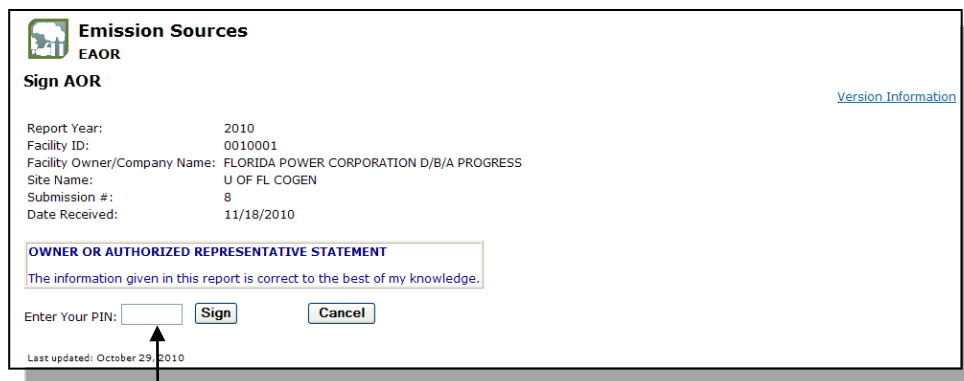 Emission Sources
EAOR
Sign AOR
Version Information
Report Year: 2010
Facility ID: 0010001
Facility Owner/Company Name: FLORIDA POWER CORPORATION D/B/A PROGRESS
Site Name: U OF FL COGEN
Submission #: 8
Date Received: 11/18/2010
OWNER OR AUTHORIZED REPRESENTATIVE STATEMENT
The information given in this report is correct to the best of my knowledge.
Enter Your PIN: Sign Cancel
Last updated: October 29, 2010